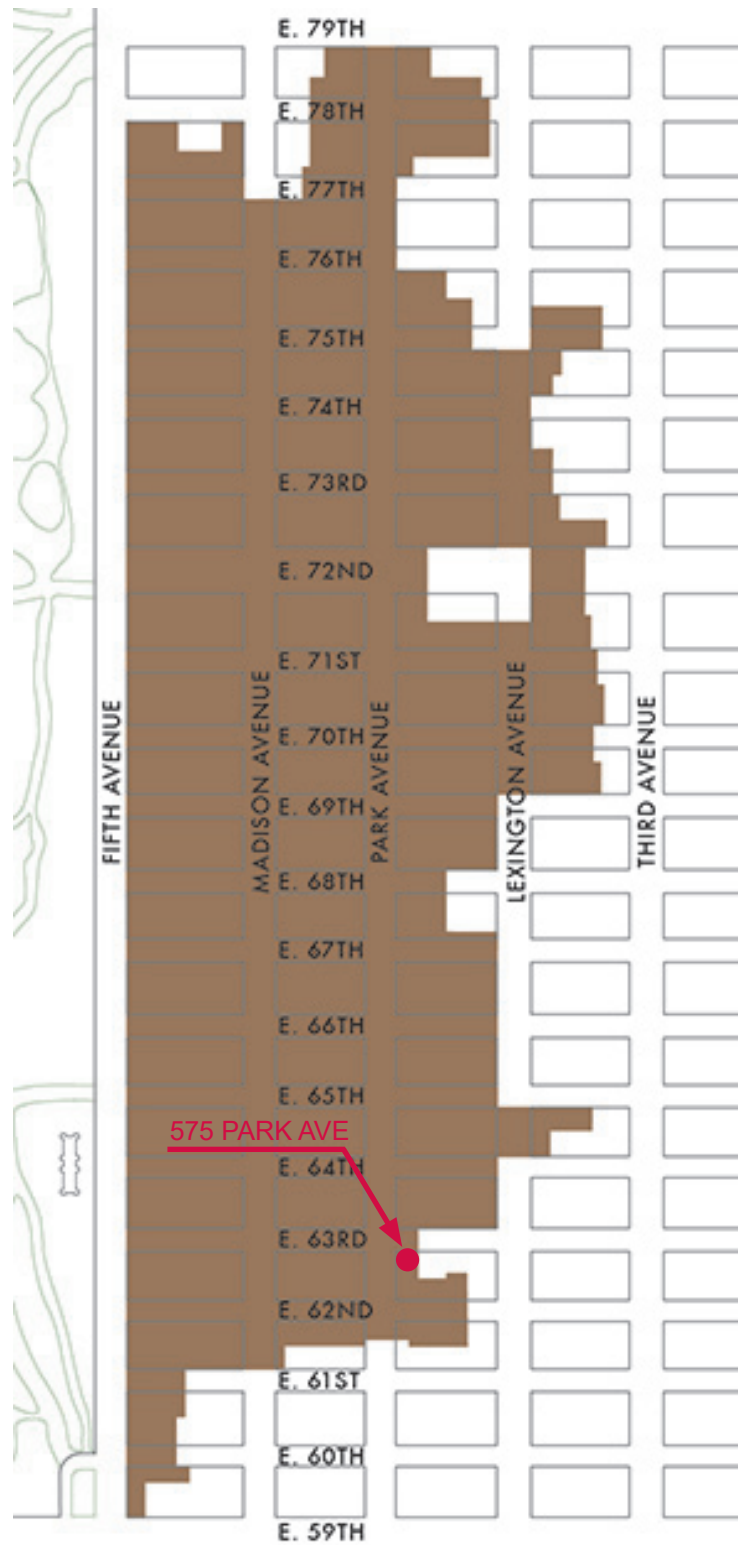 E. 79TH
E. 78TH
E. 77TH
E. 76TH
E. 75TH
E. 74TH
E. 73RD
E. 72ND
E. 71ST
FIFTH AVENUE
MADISON AVENUE
PARK AVENUE
LEXINGTON AVENUE
THIRD AVENUE
E. 70TH
E. 69TH
E. 68TH
E. 67TH
E. 66TH
E. 65TH
575 PARK AVE
E. 64TH
E. 63RD
E. 62ND
E. 61ST
E. 60TH
E. 59TH